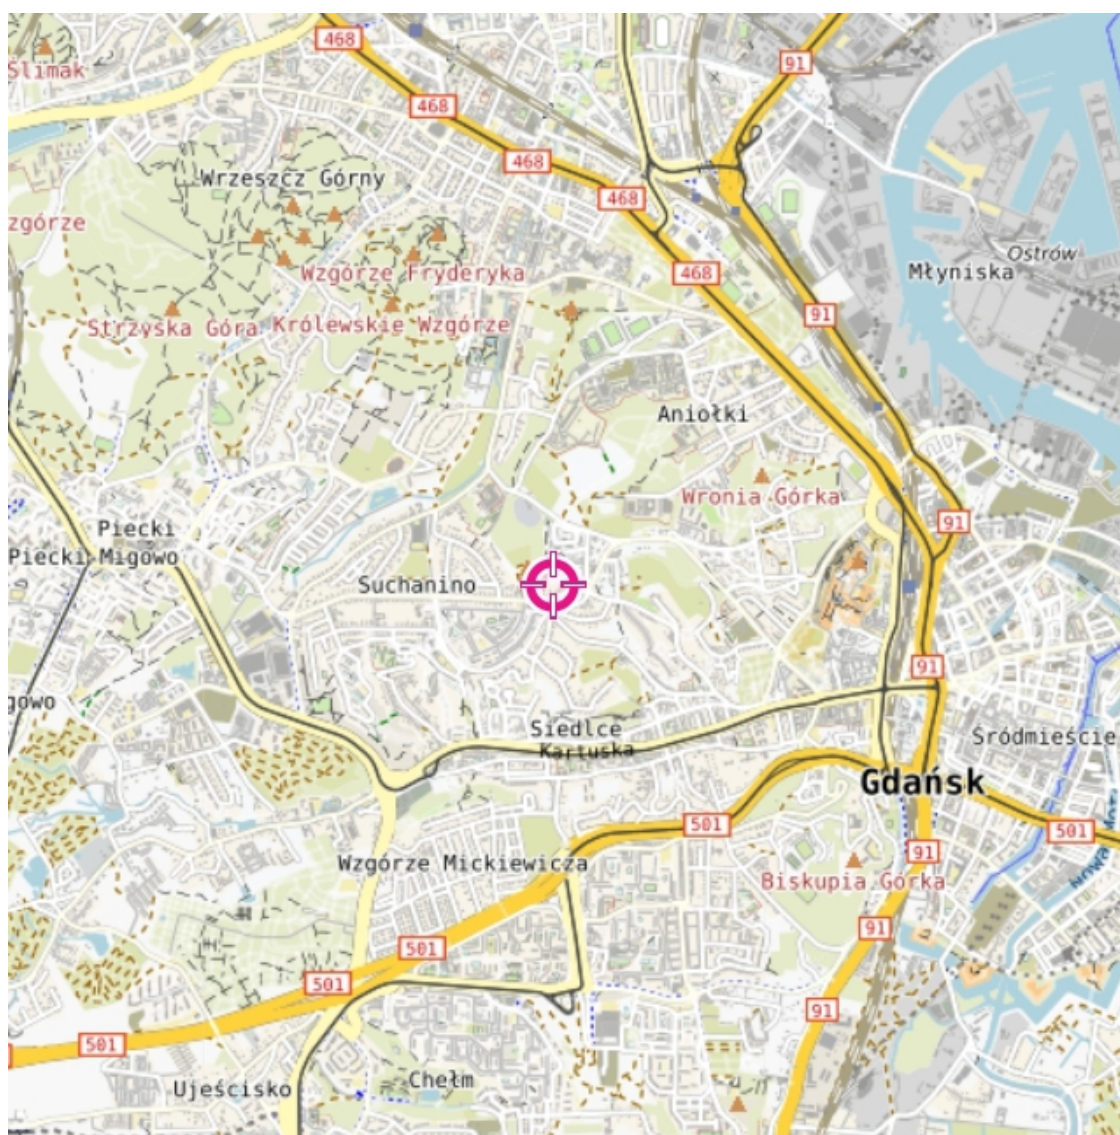 468
91
Ślimak
468
468
Wrzeszcz Górny
468
zgórze
Ostrów
Młyniska
Wzgórze Fryderyka
468
91
Strzyska Góra
Królewskie Wzgórze
Aniołki
Wronia Górka
91
Piecki
Piecki-Migowo
Suchanino
91
gowo
Siedlce
Kartuska
Śródmieście
Gdańsk
501
501
91
Wzgórze Mickiewicza
Biskupia Górka
91
501
501
91
501
Ujeścisko
Chełm